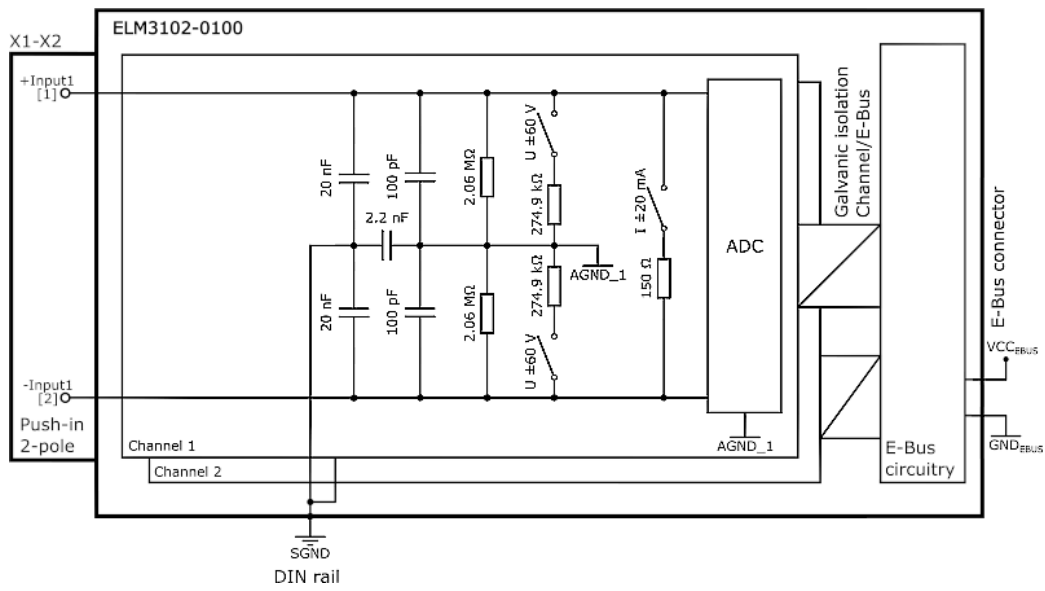 ELM3102-0100
X1-X2
+Input1
[1]
20 nF
100 pF
2.06 MΩ
U ±60 V
274.9 kΩ
I ±20 mA
150 Ω
2.2 nF
AGND_1
ADC
20 nF
100 pF
2.06 MΩ
274.9 kΩ
U ±60 V
-Input1
[2]
Push-in
2-pole
Channel 1
AGND_1
Channel 2
Galvanic isolation
Channel/E-Bus
E-Bus connector
VCCEBUS
GNDEBUS
E-Bus
circuitry
SGND
DIN rail